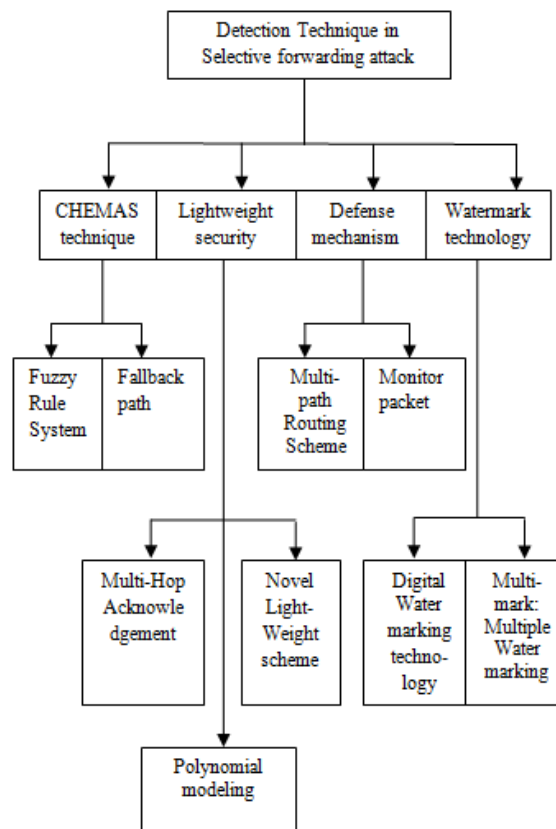 Detection Technique in
Selective forwarding attack
CHEMAS
technique
Lightweight
security
Defense
mechanism
Watermark
technology
Fuzzy
Rule
System
Fallback
path
Multi-
path
Routing
Scheme
Monitor
packet
Multi-Hop
Acknowle
dgement
Novel
Light-
Weight
scheme
Digital
Water
marking
techno-
logy
Multi-
mark:
Multiple
Water
marking
Polynomial
modeling